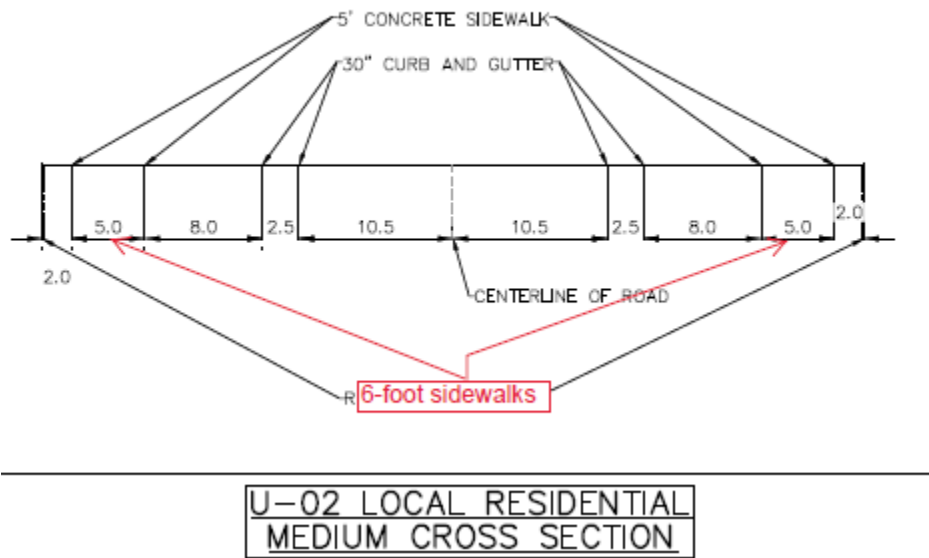 5' CONCRETE SIDEWALK
30" CURB AND GUTTER
5.0 8.0 2.5 10.5 10.5 2.5 8.0 5.0 2.0
2.0
CENTERLINE OF ROAD
R 6-foot sidewalks
U-02 LOCAL RESIDENTIAL
MEDIUM CROSS SECTION